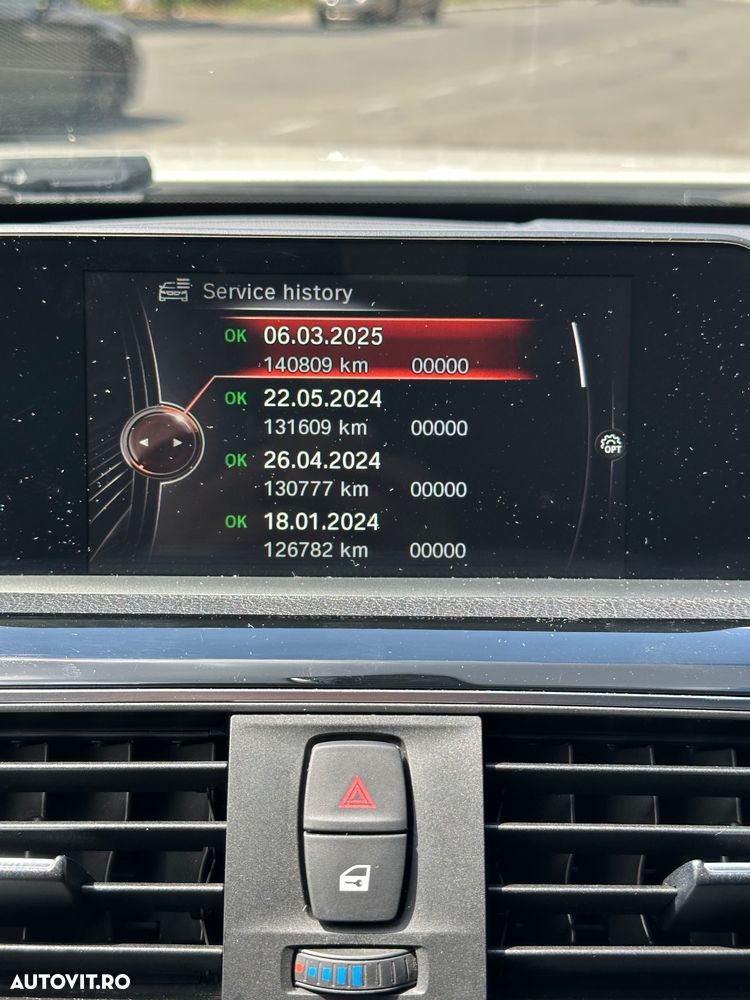 Service history
OK 06.03.2025
140809 km 00000
OK 22.05.2024
131609 km 00000
OPT
OK 26.04.2024
130777 km 00000
OK 18.01.2024
126782 km 00000
AUTOVIT.RO